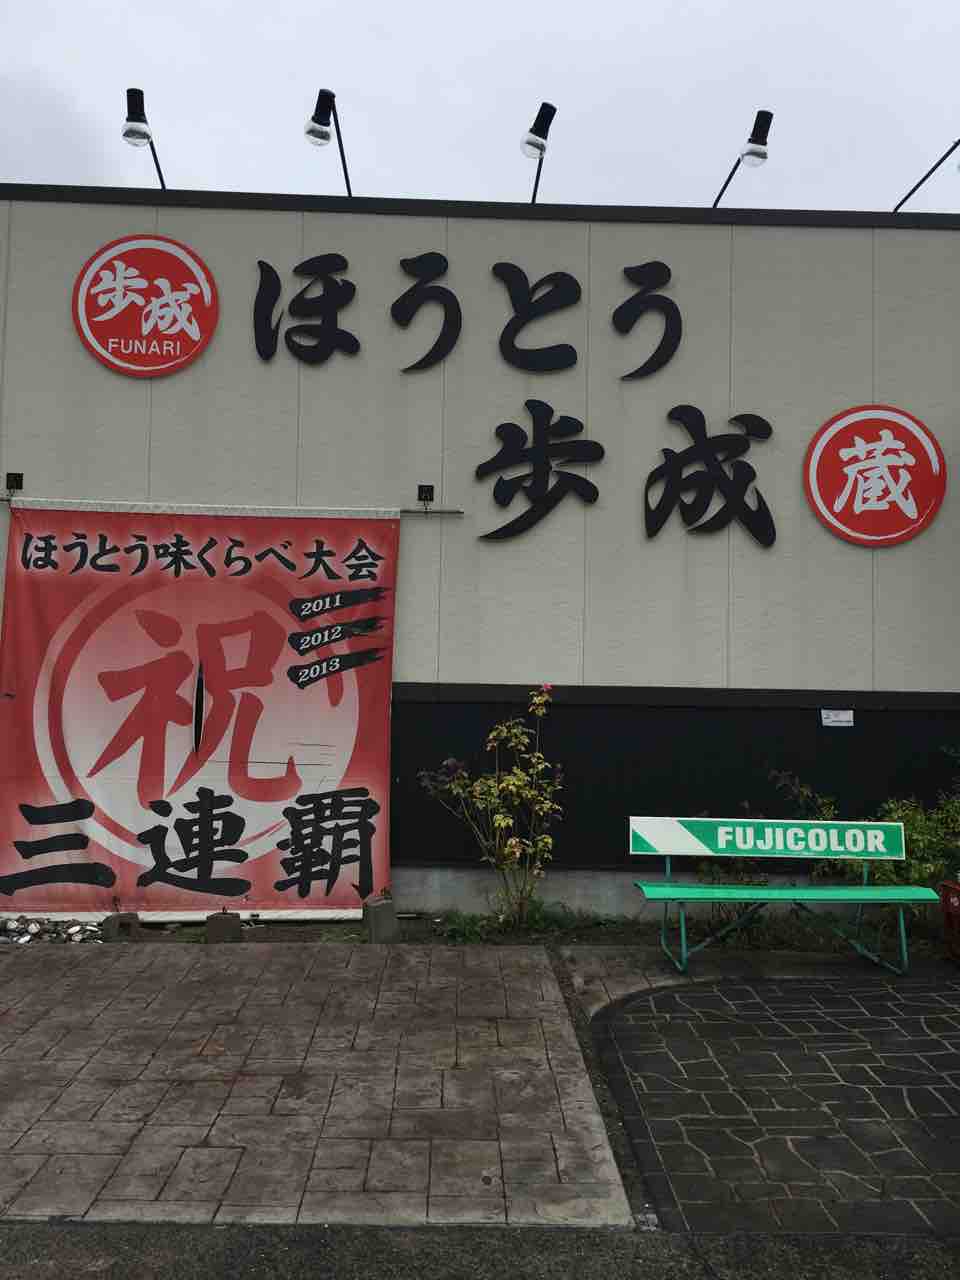 歩成
FUNARI
ほうとう
歩成
蔵
ほうとう味くらべ大会
2011
2012
2013
祝
三連覇
FUJICOLOR